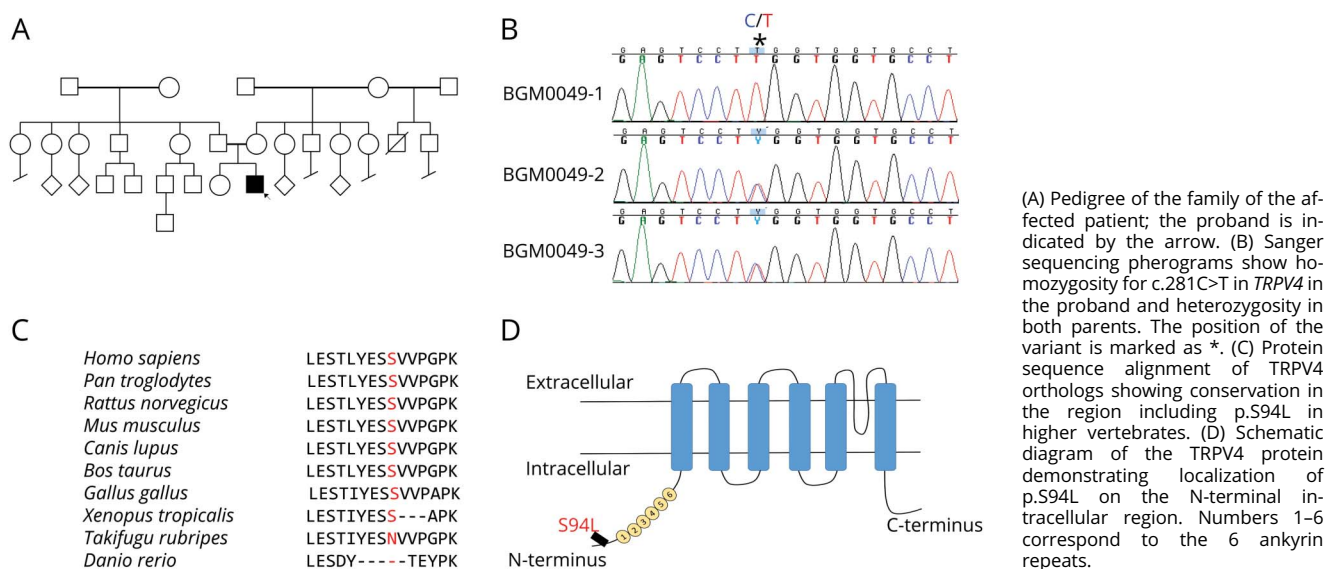 A
B
C/T
*
G A G T C C T T G G T G G T G C C T
G A G T C C T T G G T G G T G C C T
BGM0049-1
G A G T C C T Y G G T G G T G C C T
G A G T C C T Y G G T G G T G C C T
BGM0049-2
G A G T C C T Y G G T G G T G C C T
G A G T C C T Y G G T G G T G C C T
BGM0049-3
C
Homo sapiens LESTLYESSVVPGPK
Pan troglodytes LESTLYESSVVPGPK
Rattus norvegicus LESTLYESSVVPGPK
Mus musculus LESTLYESSVVPGPK
Canis lupus LESTLYESSVVPGPK
Bos taurus LESTLYESSVVPGPK
Gallus gallus LESTIYESSVVPAPK
Xenopus tropicalis LESTIYESS---APK
Takifugu rubripes LESTIYESNVVPGPK
Danio rerio LESDY-----TEYPK
D
Extracellular
Intracellular
S94L
1 2 3 4 5 6
N-terminus
C-terminus
(A) Pedigree of the family of the af-
fected patient; the proband is in-
dicated by the arrow. (B) Sanger
sequencing pherograms show ho-
mozygosity for c.281C>T in TRPV4 in
the proband and heterozygosity in
both parents. The position of the
variant is marked as *. (C) Protein
sequence alignment of TRPV4
orthologs showing conservation in
the region including p.S94L in
higher vertebrates. (D) Schematic
diagram of the TRPV4 protein
demonstrating localization of
p.S94L on the N-terminal in-
tracellular region. Numbers 1–6
correspond to the 6 ankyrin
repeats.